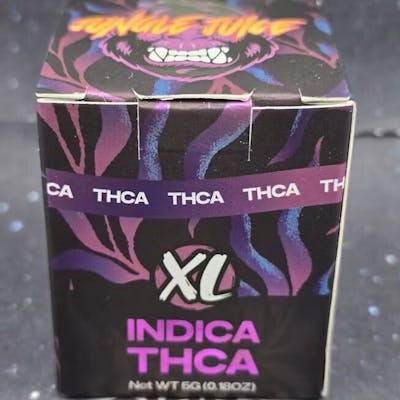 JUNGLE JUICE
CA THCA THCA THCA TH
XL
INDICA
THCA
Net WT 5G (0.18OZ)